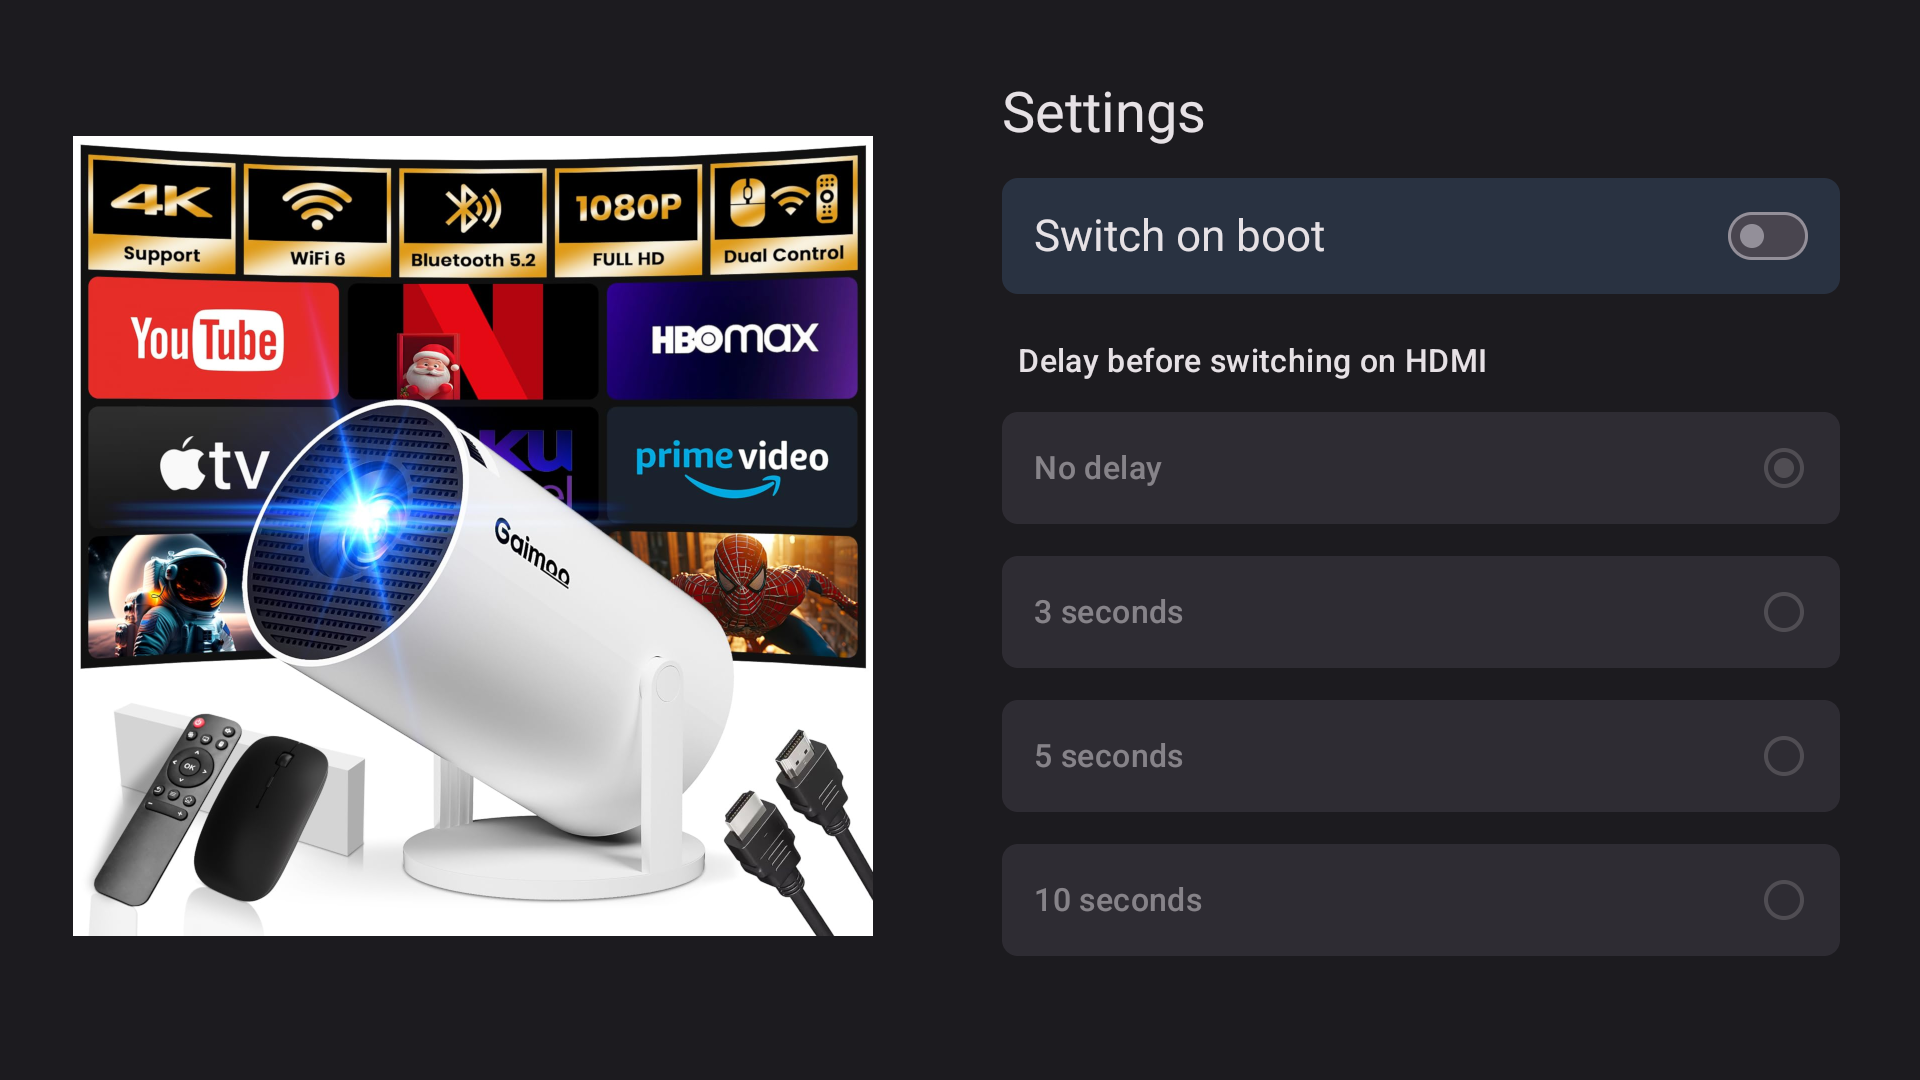 4K
Support
WiFi 6
Bluetooth 5.2
1080P
FULL HD
Dual Control
YouTube
HBOmax
tv
prime video
Gaimoo
OK
Settings
Switch on boot
Delay before switching on HDMI
No delay
3 seconds
5 seconds
10 seconds